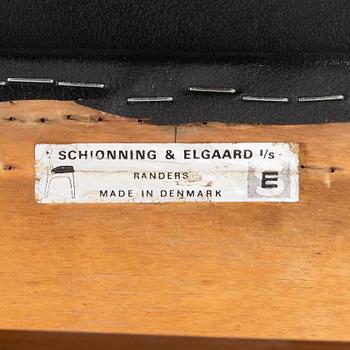 SCHIONNING & ELGAARD I/s
RANDERS
MADE IN DENMARK
E